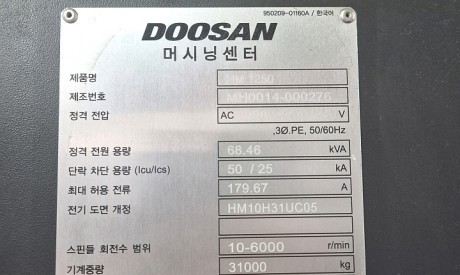 950209-01160A / 한국어
DOOSAN
머시닝센터
제품명 HM 1250
제조번호 MH0014-000276
정격 전압 AC V
3Ø.PE, 50/60Hz
정격 전원 용량 68.46 kVA
단락 차단 용량 (Icu/Ics) 50 / 25 kA
최대 허용 전류 179.67 A
전기 도면 개정 HM10H31UC05
스핀들 회전수 범위 10-6000 r/min
기계중량 31000 kg